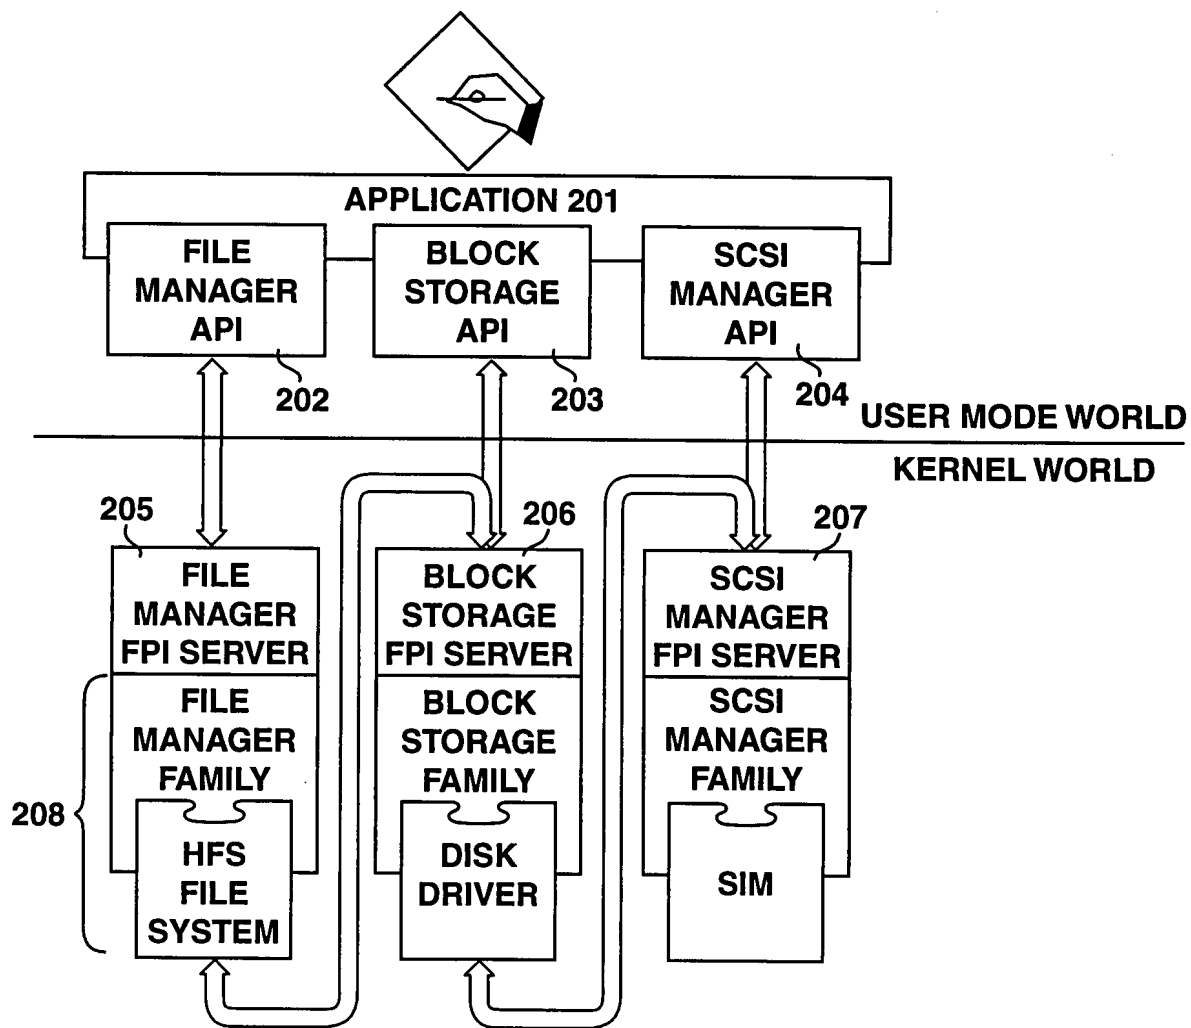 APPLICATION 201
FILE
MANAGER
API
BLOCK
STORAGE
API
SCSI
MANAGER
API
202
203
204
USER MODE WORLD
KERNEL WORLD
205
206
207
FILE
MANAGER
FPI SERVER
BLOCK
STORAGE
FPI SERVER
SCSI
MANAGER
FPI SERVER
FILE
MANAGER
FAMILY
BLOCK
STORAGE
FAMILY
SCSI
MANAGER
FAMILY
208
HFS
FILE
SYSTEM
DISK
DRIVER
SIM